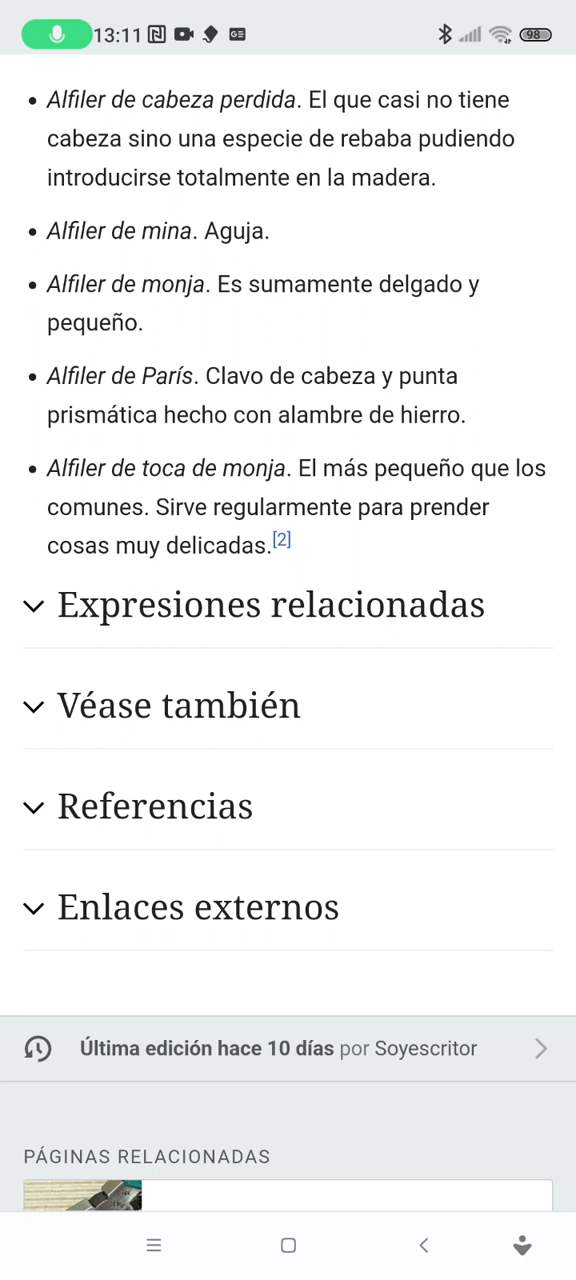 13:11
98
• Alfiler de cabeza perdida. El que casi no tiene
cabeza sino una especie de rebaba pudiendo
introducirse totalmente en la madera.
• Alfiler de mina. Aguja.
• Alfiler de monja. Es sumamente delgado y
pequeño.
• Alfiler de París. Clavo de cabeza y punta
prismática hecho con alambre de hierro.
• Alfiler de toca de monja. El más pequeño que los
comunes. Sirve regularmente para prender
cosas muy delicadas.[2]
Expresiones relacionadas
Véase también
Referencias
Enlaces externos
Última edición hace 10 días por Soyescritor
PÁGINAS RELACIONADAS